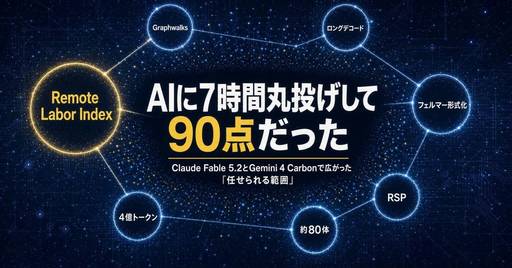 Graphwalks
ロングデコード
Remote
Labor Index
AIに7時間丸投げして
90点だった
フェルマー形式化
Claude Fable 5.2とGemini 4 Carbonで広がった
「任せられる範囲」
RSP
4億トークン
約80体